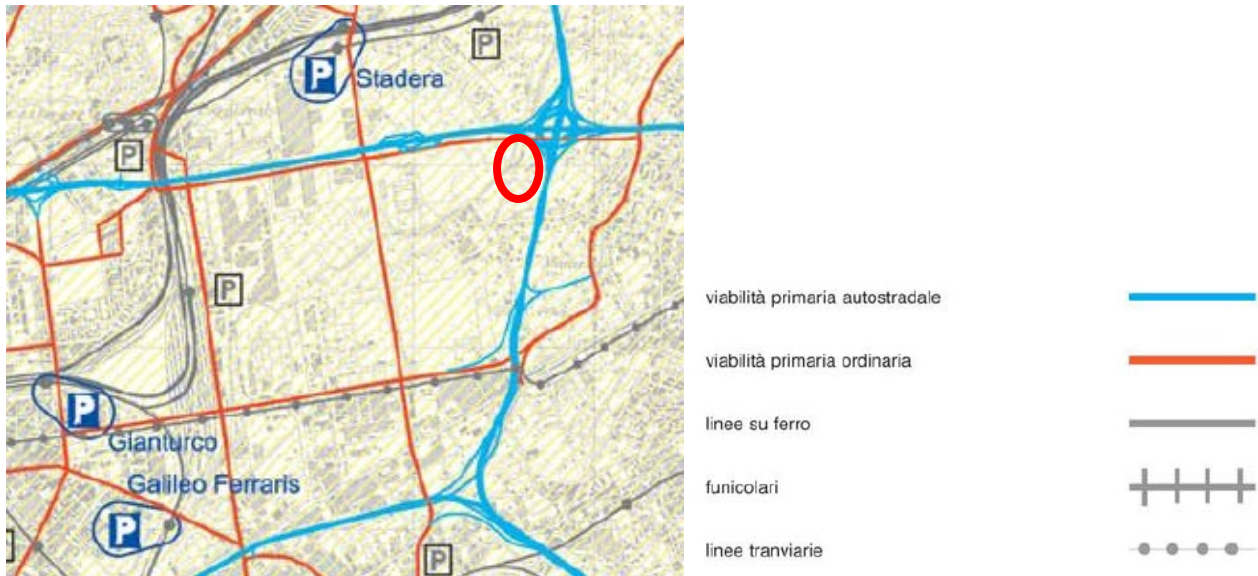 P
P Stadera
P
P
P
Gianturco
Galileo Ferraris
P
P
viabilità primaria autostradale
viabilità primaria ordinaria
linee su ferro
funicolari
linee tranviarie